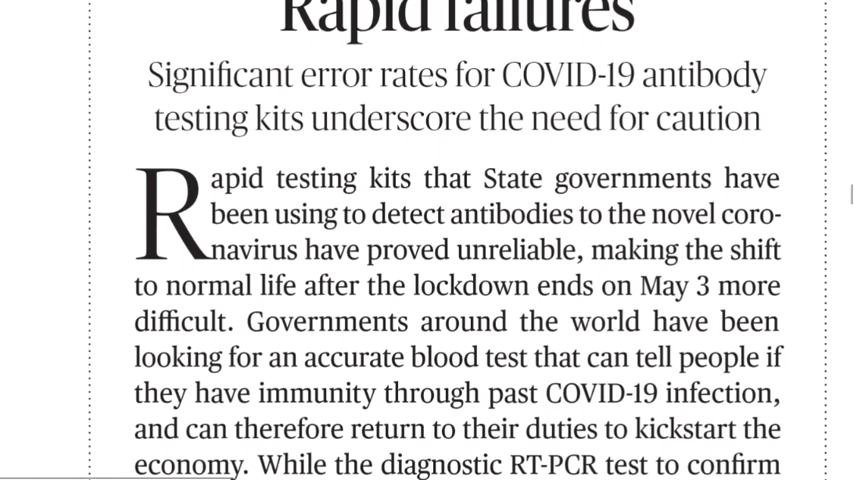 Rapid failures
Significant error rates for COVID-19 antibody
testing kits underscore the need for caution
Rapid testing kits that State governments have
been using to detect antibodies to the novel coro-
navirus have proved unreliable, making the shift
to normal life after the lockdown ends on May 3 more
difficult. Governments around the world have been
looking for an accurate blood test that can tell people if
they have immunity through past COVID-19 infection,
and can therefore return to their duties to kickstart the
economy. While the diagnostic RT-PCR test to confirm